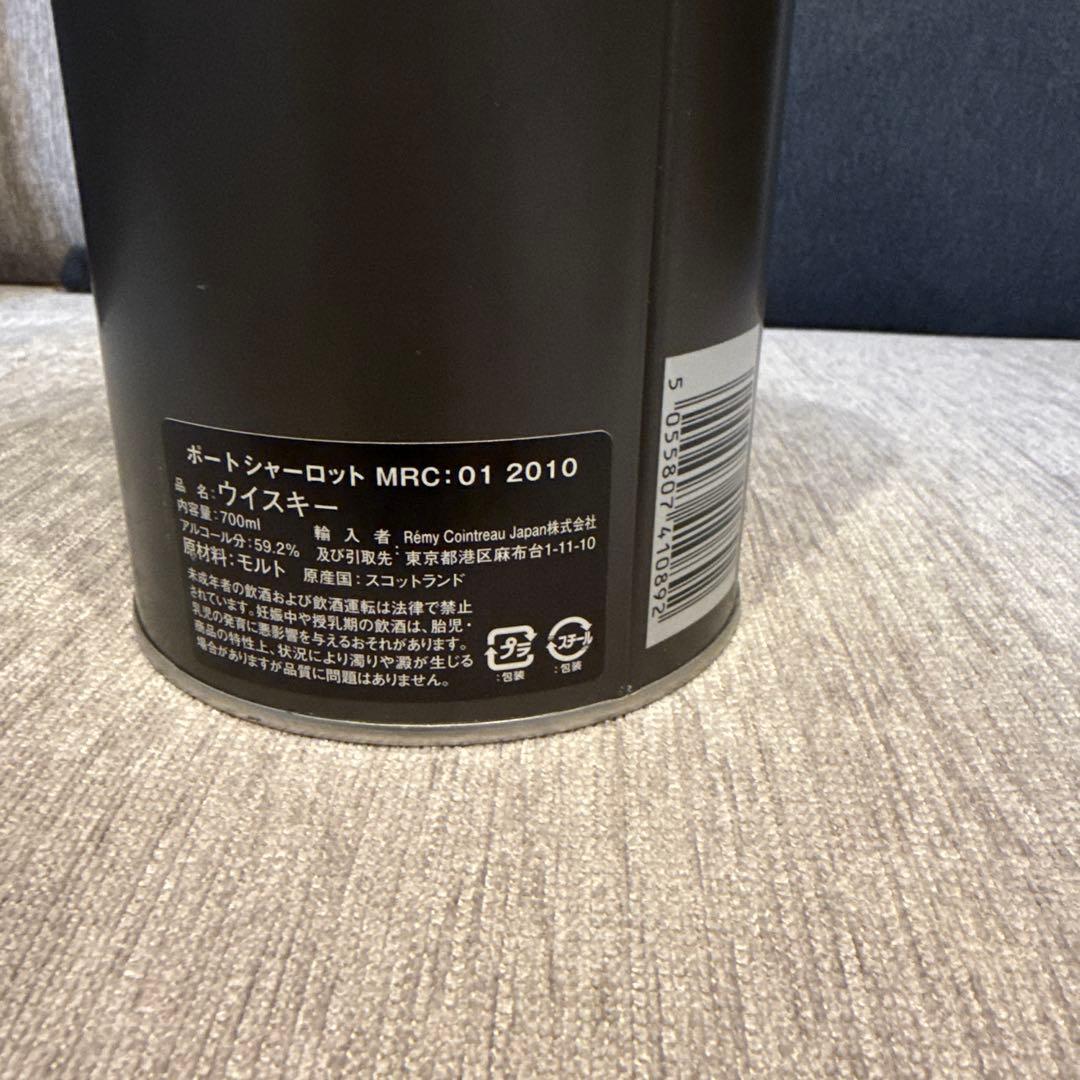 ポートシャーロット MRC:01 2010
品 名:ウイスキー
内容量:700ml
アルコール分:59.2%
原材料:モルト 原産国:スコットランド
輸 入 者
及び引取先 : Rémy Cointreau Japan株式会社
東京都港区麻布台1-11-10
未成年者の飲酒および飲酒運転は法律で禁止
されています。妊娠中や授乳期の飲酒は、胎児・
乳児の発育に悪影響を与えるおそれがあります。
商品の特性上、状況により濁りや澱が生じる
場合がありますが品質に問題はありません。
プラ
:包装
スチール
:包装
5 055807 410892